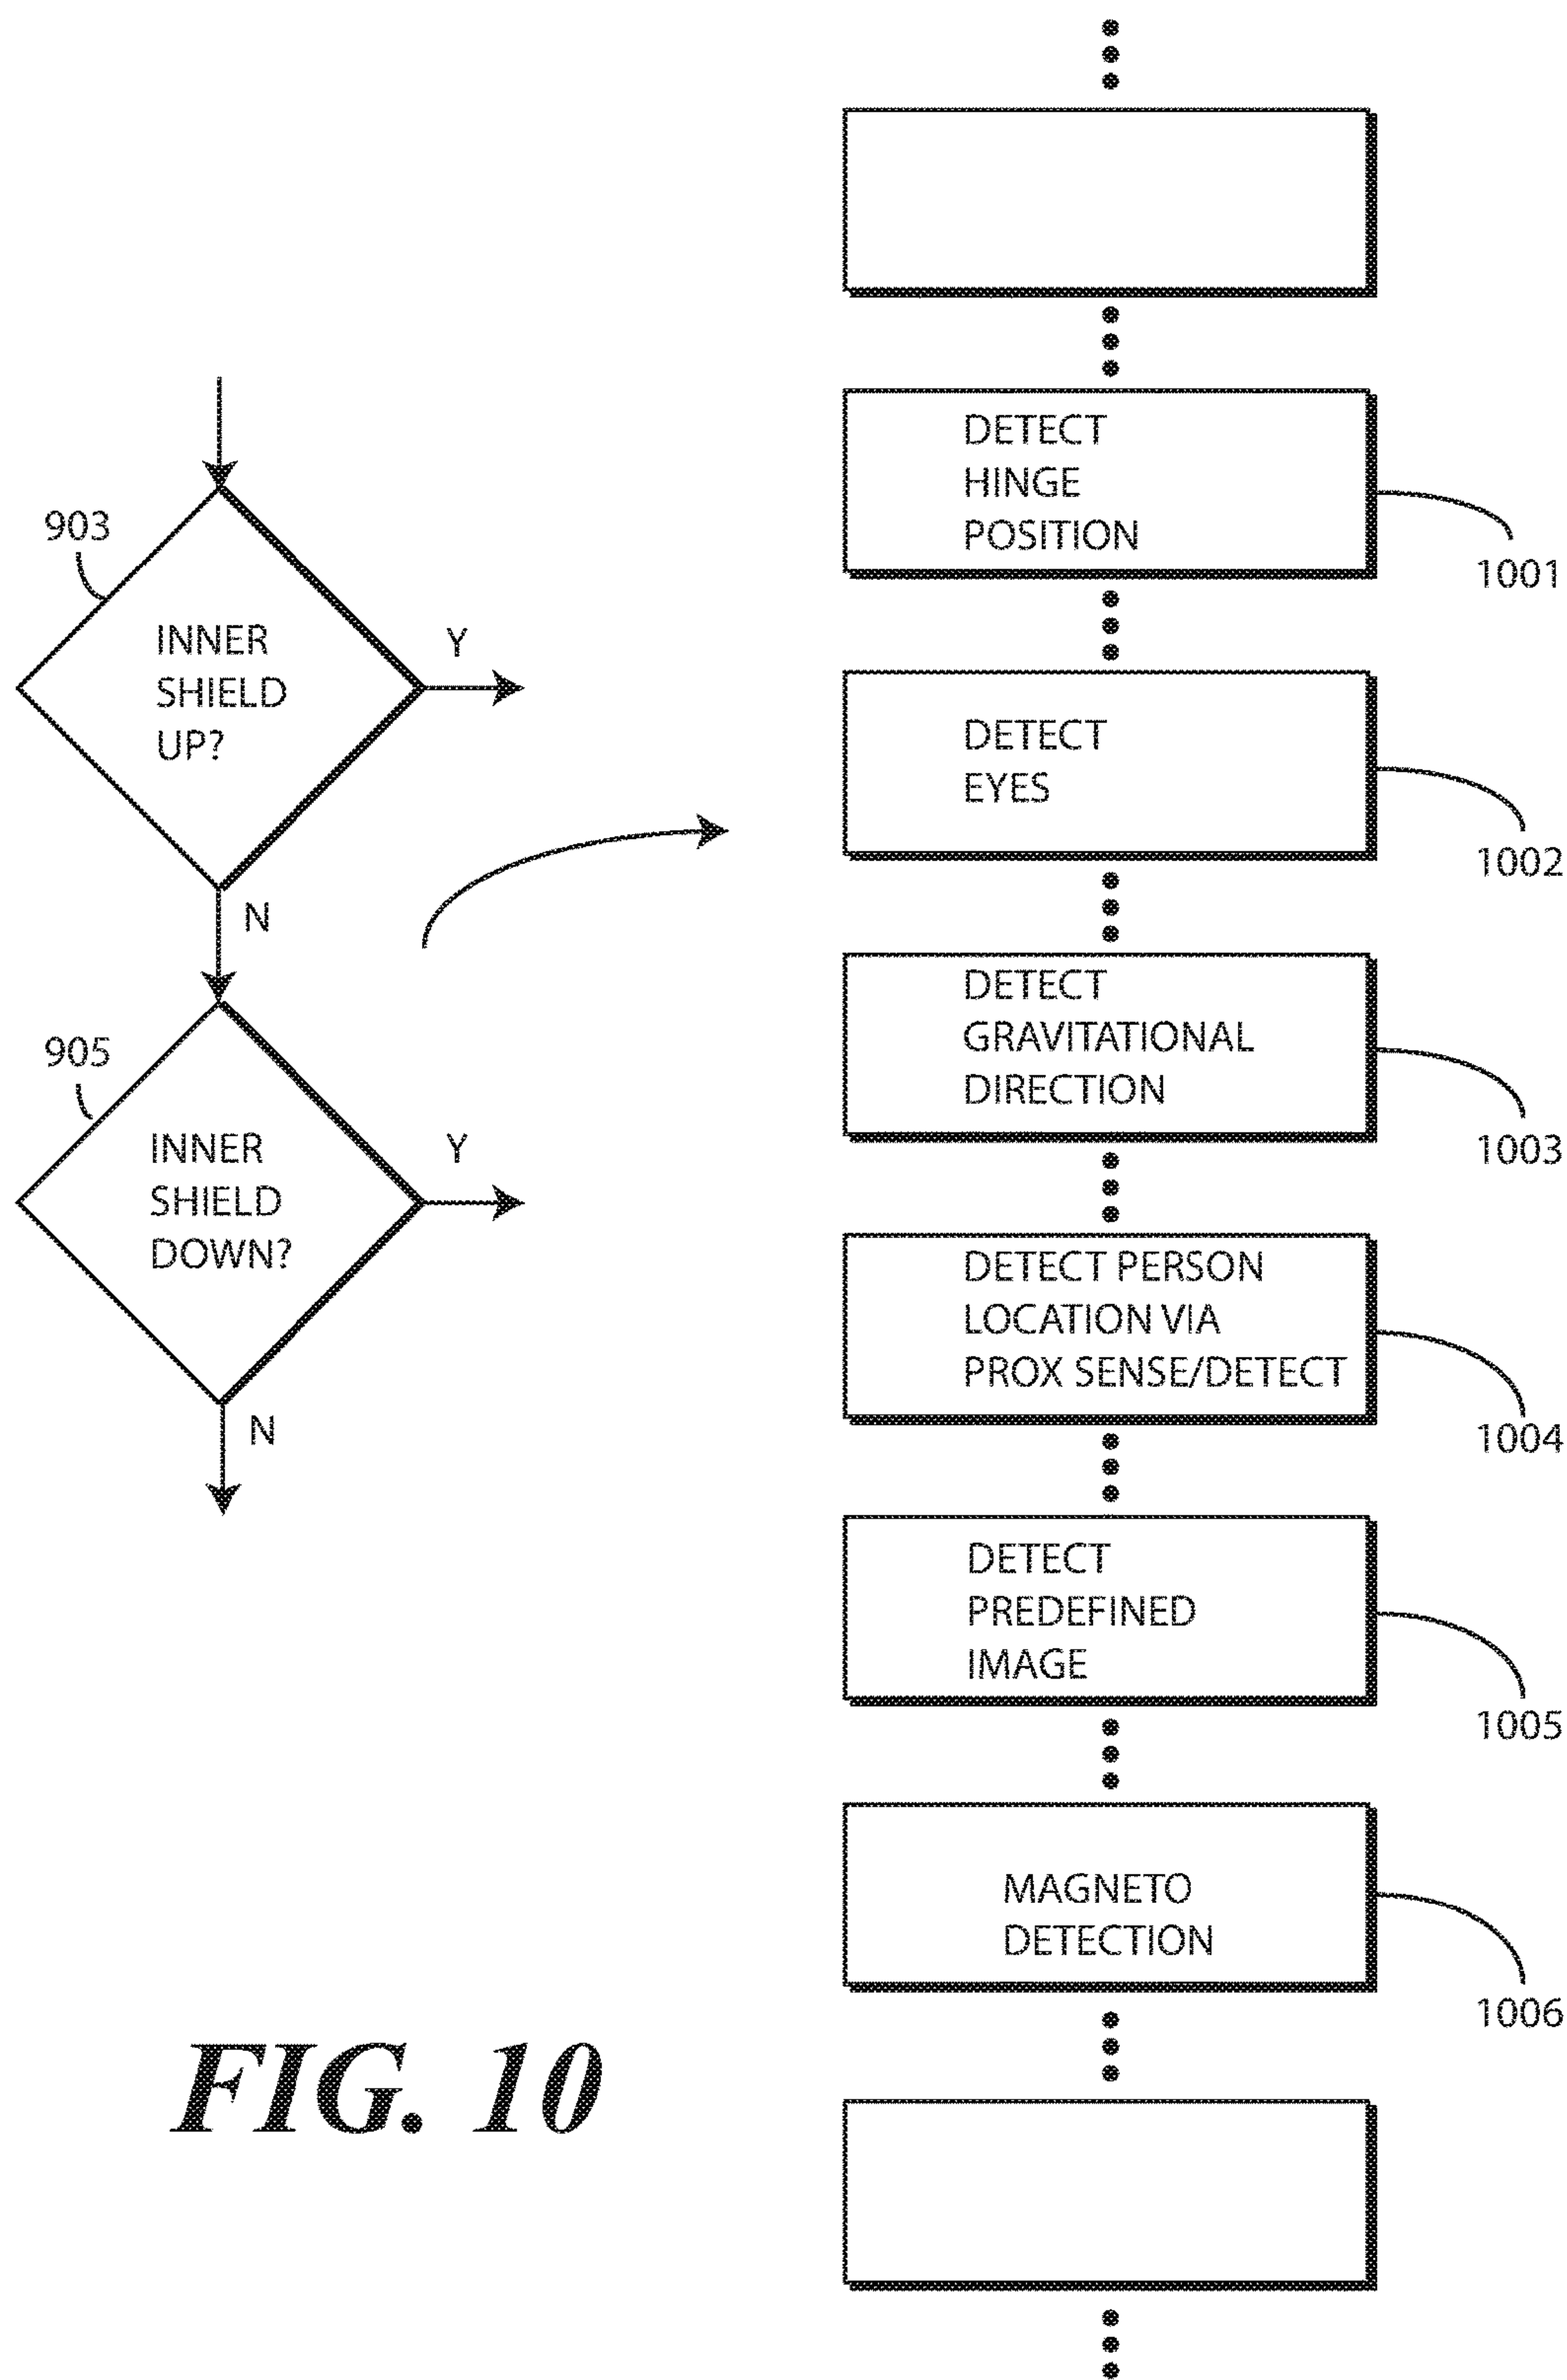 903
INNER
SHIELD
UP?
Y
N
905
INNER
SHIELD
DOWN?
Y
N
DETECT
HINGE
POSITION
1001
DETECT
EYES
1002
DETECT
GRAVITATIONAL
DIRECTION
1003
DETECT PERSON
LOCATION VIA
PROX SENSE/DETECT
1004
DETECT
PREDEFINED
IMAGE
1005
MAGNETO
DETECTION
1006
FIG. 10